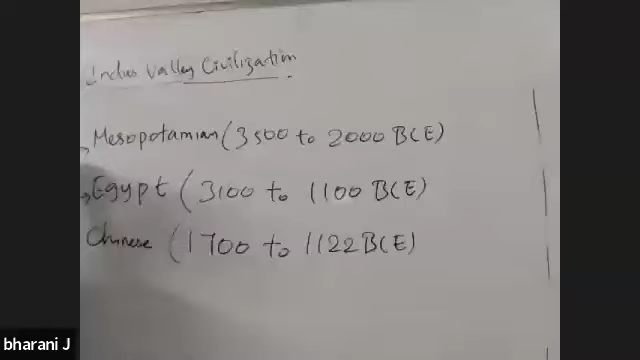 Indus Valley Civilization
Mesopotamian (3500 to 2000 BCE)
Egypt (3100 to 1100 BCE)
Chinese (1700 to 1122 BCE)
bharani J